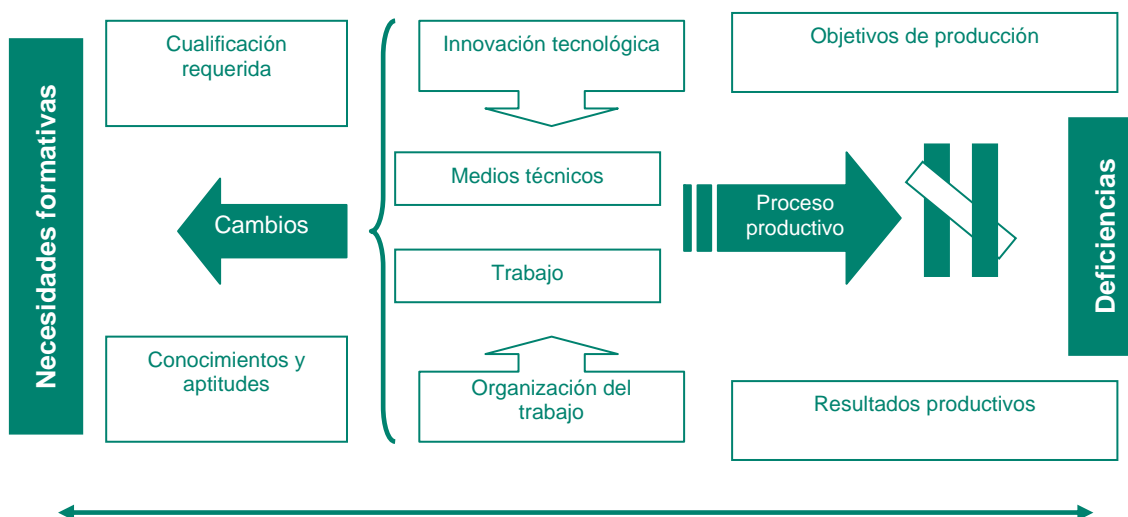 Necesidades formativas
Cualificación
requerida
Cambios
Conocimientos y
aptitudes
Innovación tecnológica
Medios técnicos
Trabajo
Organización del
trabajo
Objetivos de producción
Proceso
productivo
Resultados productivos
Deficiencias